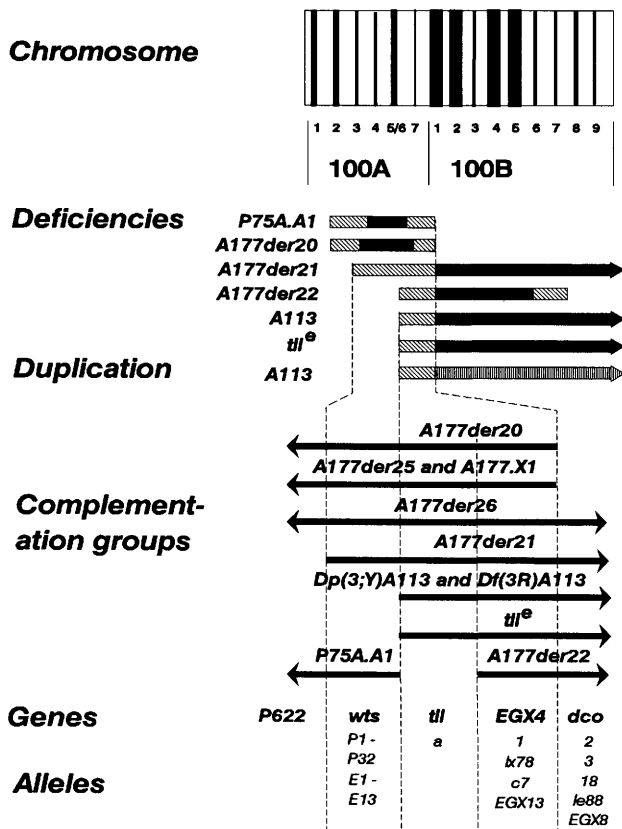 Chromosome
1 2 3 4 5/6 7 1 2 3 4 5 6 7 8 9
100A 100B
Deficiencies
P75A.A1
A177der20
A177der21
A177der22
A113
tll^e
Duplication
A113
A177der20
A177der25 and A177.X1
Complement-
ation groups
A177der26
A177der21
Dp(3;Y)A113 and Df(3R)A113
tll^e
P75A.A1 A177der22
Genes P622 wts tll EGX4 dco
P1 - a 1 2
P32 lx78 3
Alleles
E1 - c7 18
E13 EGX13 le88
EGX8